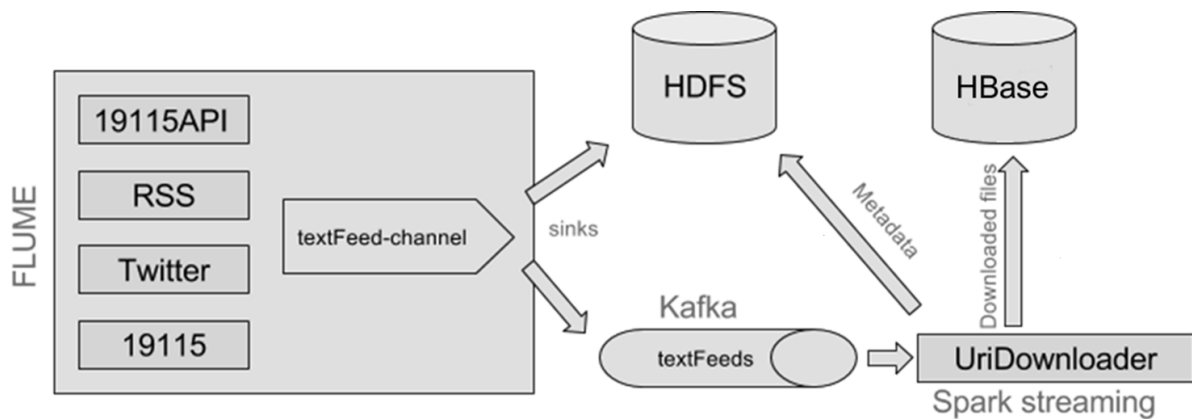 FLUME
19115API
RSS
Twitter
19115
textFeed-channel
sinks
HDFS
HBase
Metadata
Downloaded files
Kafka
textFeeds
UriDownloader
Spark streaming